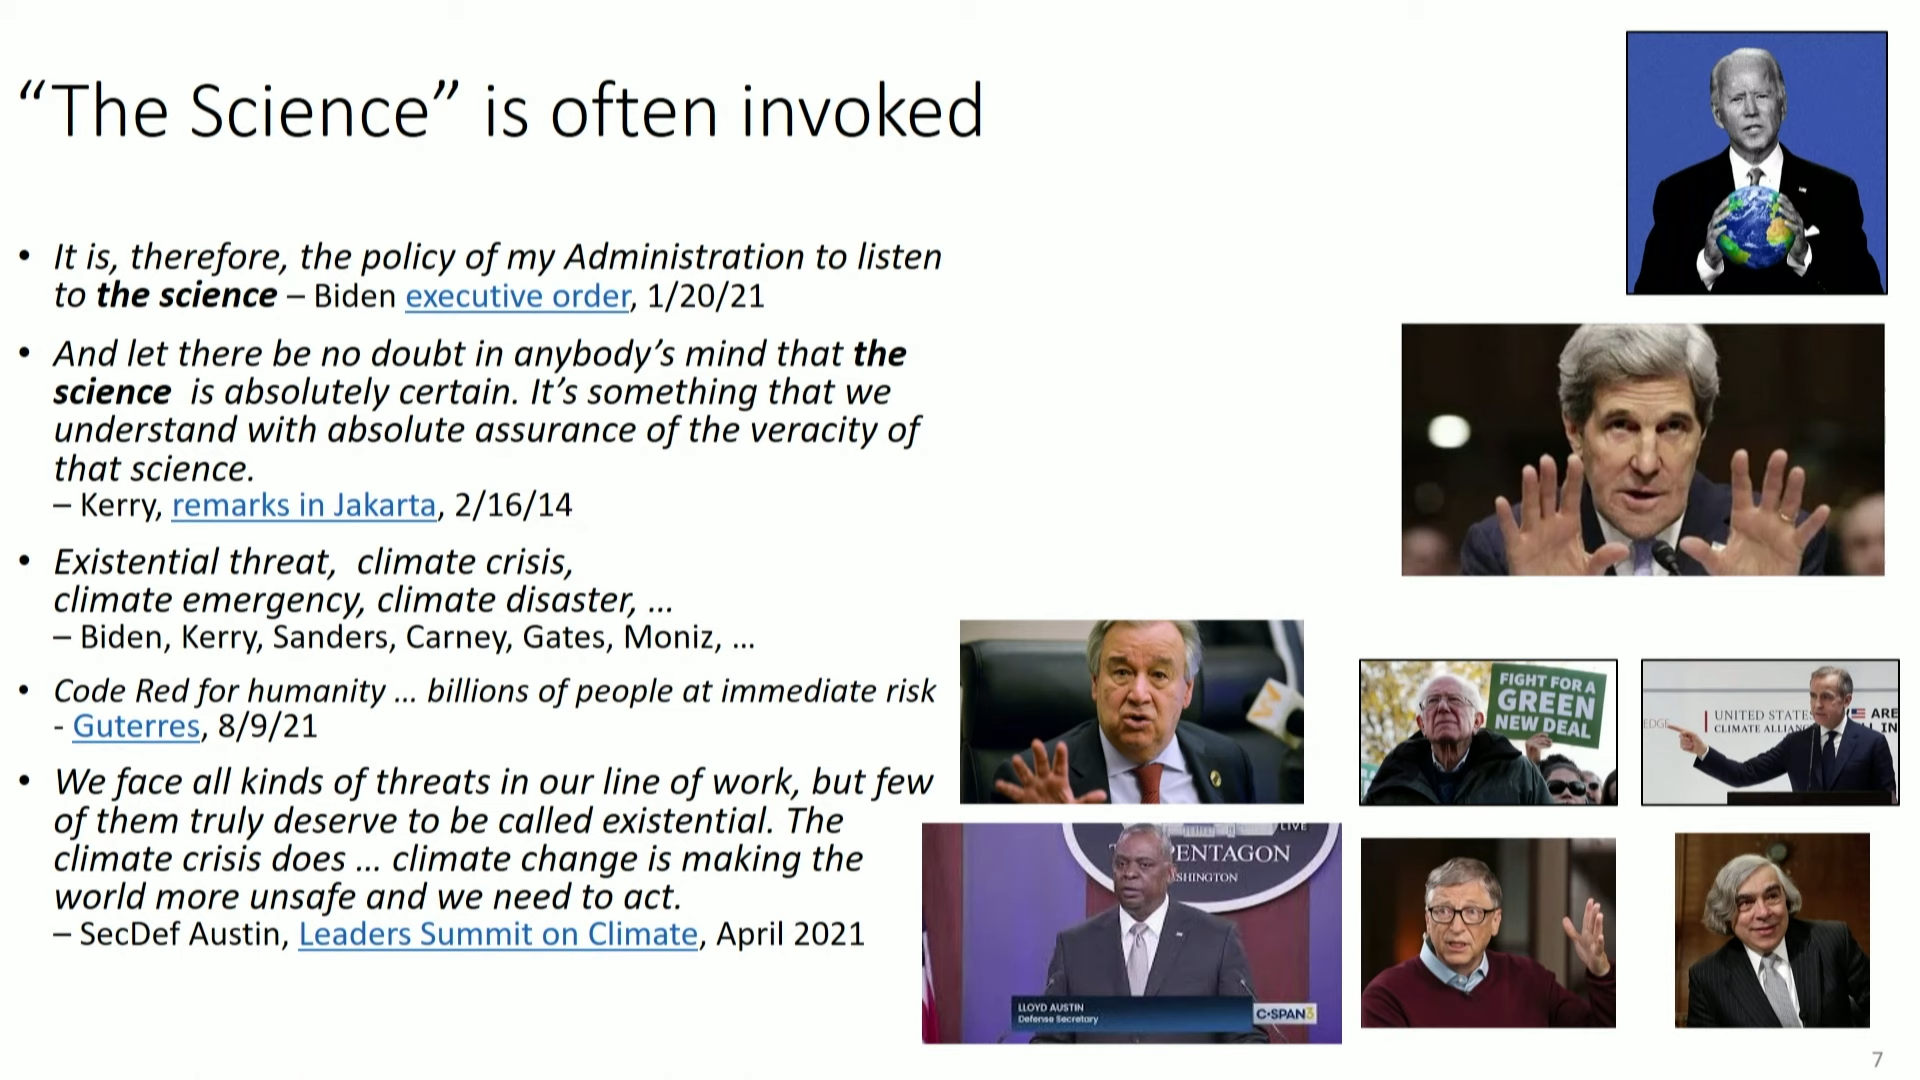 “The Science” is often invoked
• It is, therefore, the policy of my Administration to listen
to the science – Biden executive order, 1/20/21
• And let there be no doubt in anybody’s mind that the
science is absolutely certain. It’s something that we
understand with absolute assurance of the veracity of
that science.
– Kerry, remarks in Jakarta, 2/16/14
• Existential threat, climate crisis,
climate emergency, climate disaster, ...
– Biden, Kerry, Sanders, Carney, Gates, Moniz, ...
• Code Red for humanity ... billions of people at immediate risk
- Guterres, 8/9/21
• We face all kinds of threats in our line of work, but few
of them truly deserve to be called existential. The
climate crisis does ... climate change is making the
world more unsafe and we need to act.
– SecDef Austin, Leaders Summit on Climate, April 2021
FIGHT FOR A
GREEN
NEW DEAL
EDGE
UNITED STATES
CLIMATE ALLIAN
ARE
IN
LIVE
PENTAGON
SHINGTON
LLOYD AUSTIN
Defense Secretary
C-SPAN3
7